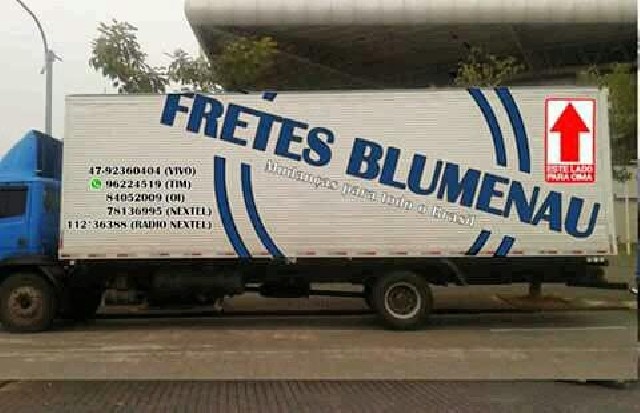 FRETES BLUMENAU
Mudanças para todo o Brasil
47-92360404 (VIVO)
96224519 (TIM)
84052009 (OI)
78136995 (NEXTEL)
112*36388 (RADIO NEXTEL)
ESTE LADO
PARA CIMA